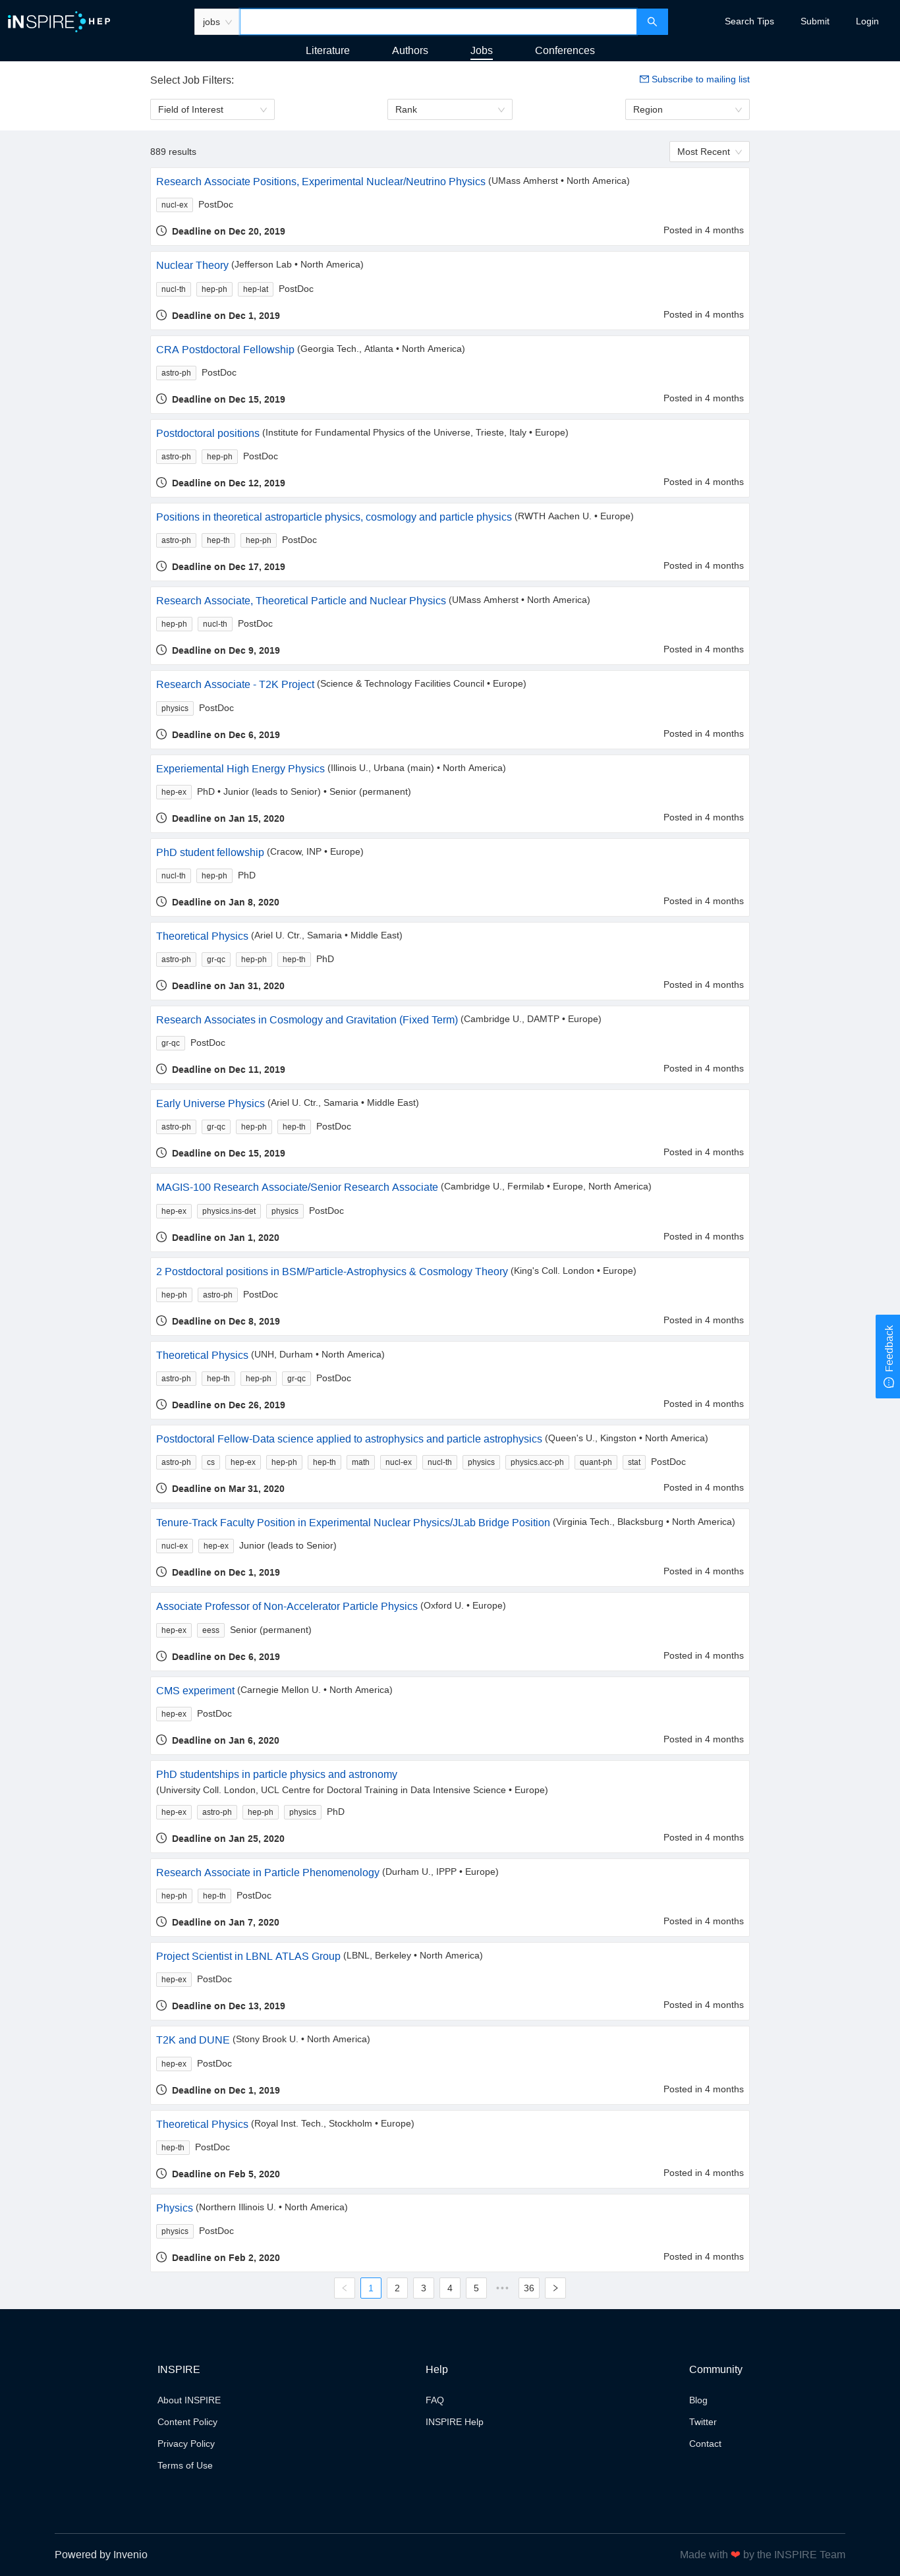 iNSPIRE HEP
jobs
Search Tips Submit Login
Literature Authors Jobs Conferences
Select Job Filters:
Subscribe to mailing list
Field of Interest Rank Region
889 results
Most Recent
Research Associate Positions, Experimental Nuclear/Neutrino Physics (UMass Amherst • North America)
nucl-ex PostDoc
Deadline on Dec 20, 2019 Posted in 4 months
Nuclear Theory (Jefferson Lab • North America)
nucl-th hep-ph hep-lat PostDoc
Deadline on Dec 1, 2019 Posted in 4 months
CRA Postdoctoral Fellowship (Georgia Tech., Atlanta • North America)
astro-ph PostDoc
Deadline on Dec 15, 2019 Posted in 4 months
Postdoctoral positions (Institute for Fundamental Physics of the Universe, Trieste, Italy • Europe)
astro-ph hep-ph PostDoc
Deadline on Dec 12, 2019 Posted in 4 months
Positions in theoretical astroparticle physics, cosmology and particle physics (RWTH Aachen U. • Europe)
astro-ph hep-th hep-ph PostDoc
Deadline on Dec 17, 2019 Posted in 4 months
Research Associate, Theoretical Particle and Nuclear Physics (UMass Amherst • North America)
hep-ph nucl-th PostDoc
Deadline on Dec 9, 2019 Posted in 4 months
Research Associate - T2K Project (Science & Technology Facilities Council • Europe)
physics PostDoc
Deadline on Dec 6, 2019 Posted in 4 months
Experiemental High Energy Physics (Illinois U., Urbana (main) • North America)
hep-ex PhD • Junior (leads to Senior) • Senior (permanent)
Deadline on Jan 15, 2020 Posted in 4 months
PhD student fellowship (Cracow, INP • Europe)
nucl-th hep-ph PhD
Deadline on Jan 8, 2020 Posted in 4 months
Theoretical Physics (Ariel U. Ctr., Samaria • Middle East)
astro-ph gr-qc hep-ph hep-th PhD
Deadline on Jan 31, 2020 Posted in 4 months
Research Associates in Cosmology and Gravitation (Fixed Term) (Cambridge U., DAMTP • Europe)
gr-qc PostDoc
Deadline on Dec 11, 2019 Posted in 4 months
Early Universe Physics (Ariel U. Ctr., Samaria • Middle East)
astro-ph gr-qc hep-ph hep-th PostDoc
Deadline on Dec 15, 2019 Posted in 4 months
MAGIS-100 Research Associate/Senior Research Associate (Cambridge U., Fermilab • Europe, North America)
hep-ex physics.ins-det physics PostDoc
Deadline on Jan 1, 2020 Posted in 4 months
2 Postdoctoral positions in BSM/Particle-Astrophysics & Cosmology Theory (King's Coll. London • Europe)
hep-ph astro-ph PostDoc
Deadline on Dec 8, 2019 Posted in 4 months
Feedback
Theoretical Physics (UNH, Durham • North America)
astro-ph hep-th hep-ph gr-qc PostDoc
Deadline on Dec 26, 2019 Posted in 4 months
Postdoctoral Fellow-Data science applied to astrophysics and particle astrophysics (Queen's U., Kingston • North America)
astro-ph cs hep-ex hep-ph hep-th math nucl-ex nucl-th physics physics.acc-ph quant-ph stat PostDoc
Deadline on Mar 31, 2020 Posted in 4 months
Tenure-Track Faculty Position in Experimental Nuclear Physics/JLab Bridge Position (Virginia Tech., Blacksburg • North America)
nucl-ex hep-ex Junior (leads to Senior)
Deadline on Dec 1, 2019 Posted in 4 months
Associate Professor of Non-Accelerator Particle Physics (Oxford U. • Europe)
hep-ex eess Senior (permanent)
Deadline on Dec 6, 2019 Posted in 4 months
CMS experiment (Carnegie Mellon U. • North America)
hep-ex PostDoc
Deadline on Jan 6, 2020 Posted in 4 months
PhD studentships in particle physics and astronomy
(University Coll. London, UCL Centre for Doctoral Training in Data Intensive Science • Europe)
hep-ex astro-ph hep-ph physics PhD
Deadline on Jan 25, 2020 Posted in 4 months
Research Associate in Particle Phenomenology (Durham U., IPPP • Europe)
hep-ph hep-th PostDoc
Deadline on Jan 7, 2020 Posted in 4 months
Project Scientist in LBNL ATLAS Group (LBNL, Berkeley • North America)
hep-ex PostDoc
Deadline on Dec 13, 2019 Posted in 4 months
T2K and DUNE (Stony Brook U. • North America)
hep-ex PostDoc
Deadline on Dec 1, 2019 Posted in 4 months
Theoretical Physics (Royal Inst. Tech., Stockholm • Europe)
hep-th PostDoc
Deadline on Feb 5, 2020 Posted in 4 months
Physics (Northern Illinois U. • North America)
physics PostDoc
Deadline on Feb 2, 2020 Posted in 4 months
1 2 3 4 5 ••• 36
INSPIRE Help Community
About INSPIRE FAQ Blog
Content Policy INSPIRE Help Twitter
Privacy Policy Contact
Terms of Use
Powered by Invenio Made with ❤ by the INSPIRE Team